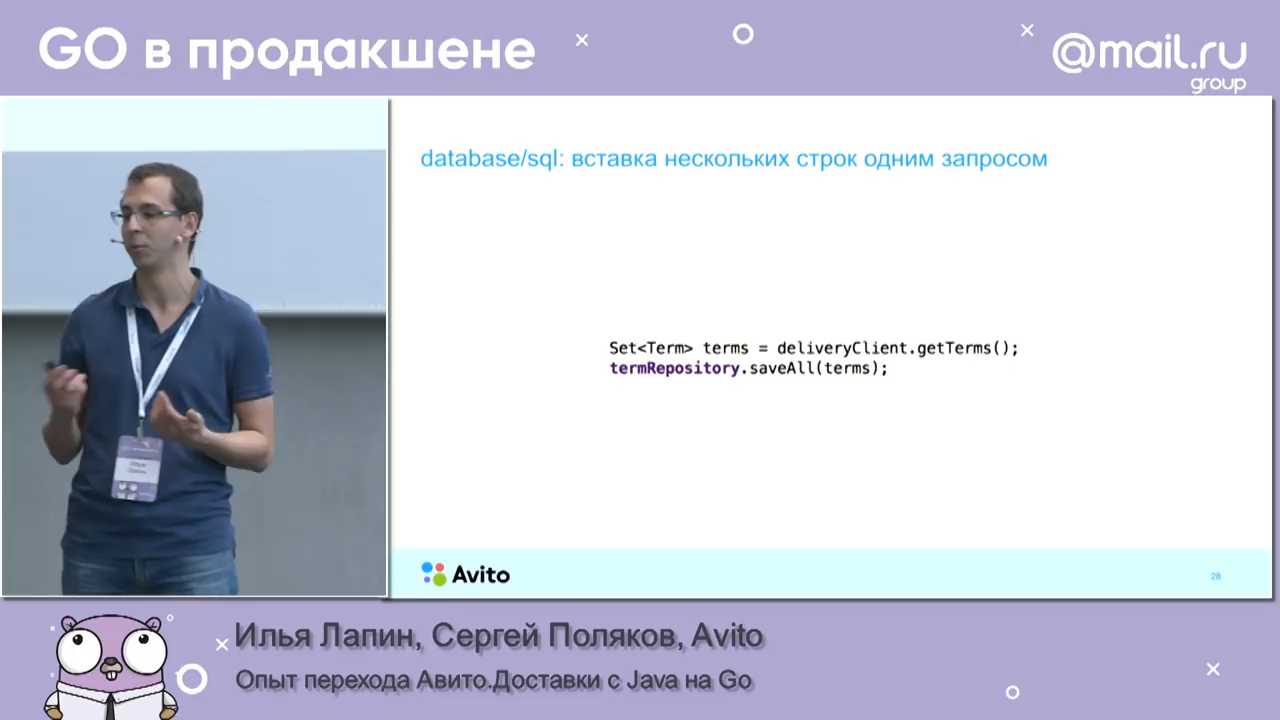 GO в продакшене
@mail.ru
group
database/sql: вставка нескольких строк одним запросом
Set<Term> terms = deliveryClient.getTerms();
termRepository.saveAll(terms);
Avito
28
Илья Лапин, Сергей Поляков, Avito
Опыт перехода Авито.Доставки с Java на Go